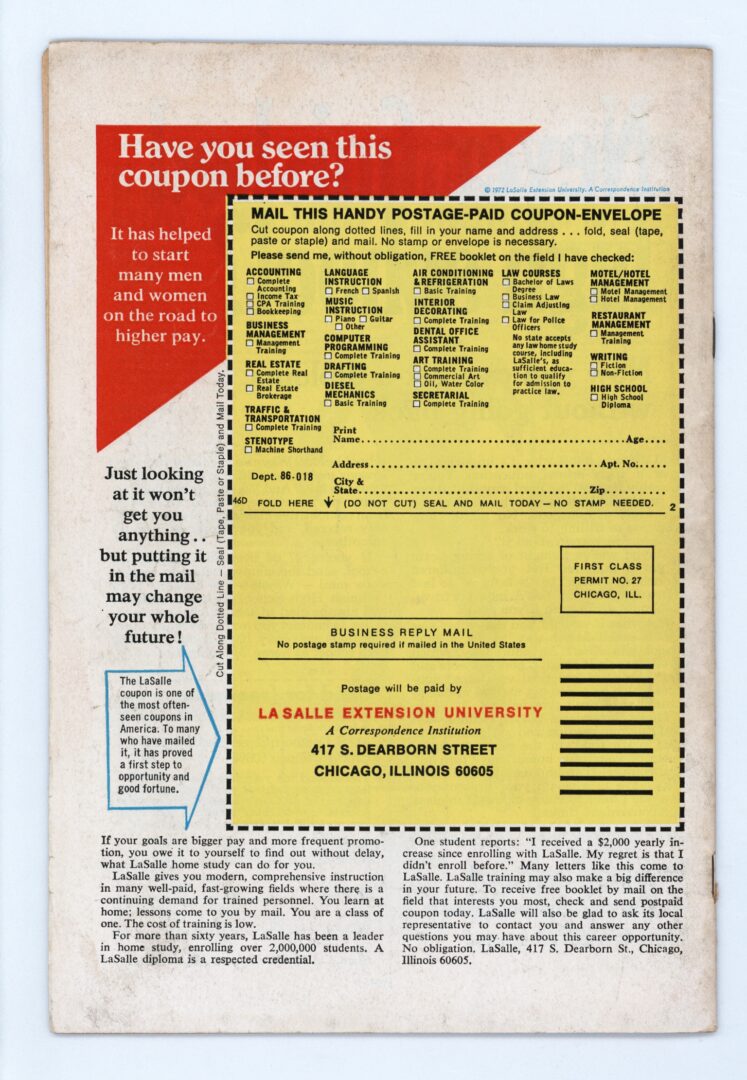 Have you seen this
coupon before?
© 1972 LaSalle Extension University. A Correspondence Institution
It has helped
to start
many men
and women
on the road to
higher pay.
Just looking
at it won't
get you
anything . .
but putting it
in the mail
may change
your whole
future!
The LaSalle
coupon is one of
the most often-
seen coupons in
America. To many
who have mailed
it, it has proved
a first step to
opportunity and
good fortune.
Cut Along Dotted Line — Seal (Tape, Paste or Staple) and Mail Today.
MAIL THIS HANDY POSTAGE-PAID COUPON-ENVELOPE
Cut coupon along dotted lines, fill in your name and address . . . fold, seal (tape,
paste or staple) and mail. No stamp or envelope is necessary.
Please send me, without obligation, FREE booklet on the field I have checked:
ACCOUNTING
☐ Complete
Accounting
☐ Income Tax
☐ CPA Training
☐ Bookkeeping
BUSINESS
MANAGEMENT
☐ Management
Training
REAL ESTATE
☐ Complete Real
Estate
☐ Real Estate
Brokerage
TRAFFIC &
TRANSPORTATION
☐ Complete Training
STENOTYPE
☐ Machine Shorthand
LANGUAGE
INSTRUCTION
☐ French ☐ Spanish
MUSIC
INSTRUCTION
☐ Piano ☐ Guitar
☐ Other
COMPUTER
PROGRAMMING
☐ Complete Training
DRAFTING
☐ Complete Training
DIESEL
MECHANICS
☐ Basic Training
AIR CONDITIONING
& REFRIGERATION
☐ Basic Training
INTERIOR
DECORATING
☐ Complete Training
DENTAL OFFICE
ASSISTANT
☐ Complete Training
ART TRAINING
☐ Complete Training
☐ Commercial Art
☐ Oil, Water Color
SECRETARIAL
☐ Complete Training
LAW COURSES
☐ Bachelor of Laws
Degree
☐ Business Law
☐ Claim Adjusting
Law
☐ Law for Police
Officers
No state accepts
any law home study
course, including
LaSalle's, as
sufficient educa-
tion to qualify
for admission to
practice law.
MOTEL/HOTEL
MANAGEMENT
☐ Motel Management
☐ Hotel Management
RESTAURANT
MANAGEMENT
☐ Management
Training
WRITING
☐ Fiction
☐ Non-Fiction
HIGH SCHOOL
☐ High School
Diploma
Print
Name.......... Age....
Address.......... Apt. No......
Dept. 86-018
City &
State.......... Zip..........
46D FOLD HERE ↓ (DO NOT CUT) SEAL AND MAIL TODAY — NO STAMP NEEDED. 2
FIRST CLASS
PERMIT NO. 27
CHICAGO, ILL.
BUSINESS REPLY MAIL
No postage stamp required if mailed in the United States
Postage will be paid by
LA SALLE EXTENSION UNIVERSITY
A Correspondence Institution
417 S. DEARBORN STREET
CHICAGO, ILLINOIS 60605
If your goals are bigger pay and more frequent promo-
tion, you owe it to yourself to find out without delay,
what LaSalle home study can do for you.
LaSalle gives you modern, comprehensive instruction
in many well-paid, fast-growing fields where there is a
continuing demand for trained personnel. You learn at
home; lessons come to you by mail. You are a class of
one. The cost of training is low.
For more than sixty years, LaSalle has been a leader
in home study, enrolling over 2,000,000 students. A
LaSalle diploma is a respected credential.
One student reports: "I received a $2,000 yearly in-
crease since enrolling with LaSalle. My regret is that I
didn't enroll before." Many letters like this come to
LaSalle. LaSalle training may also make a big difference
in your future. To receive free booklet by mail on the
field that interests you most, check and send postpaid
coupon today. LaSalle will also be glad to ask its local
representative to contact you and answer any other
questions you may have about this career opportunity.
No obligation. LaSalle, 417 S. Dearborn St., Chicago,
Illinois 60605.